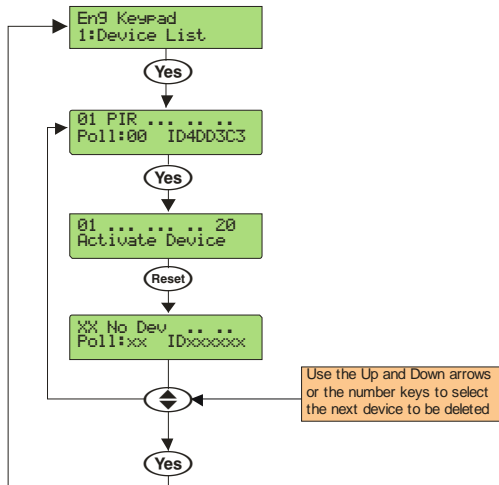 En9 Keypad
1:Device List
Yes
01 PIR ... .. ..
Poll:00 ID4DD3C3
Yes
01 ... ... .. 20
Activate Device
Reset
XX No Dev .. ..
Poll:xx IDxxxxxx
Use the Up and Down arrows
or the number keys to select
the next device to be deleted
Yes